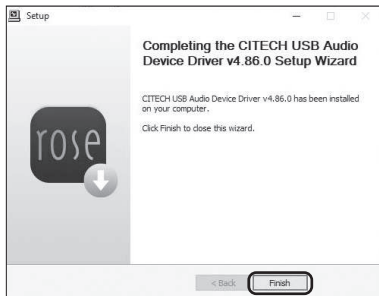 Setup
Completing the CITECH USB Audio
Device Driver v4.86.0 Setup Wizard
CITECH USB Audio Device Driver v4.86.0 has been installed
on your computer.
Click Finish to close this wizard.
rose
< Back
Finish